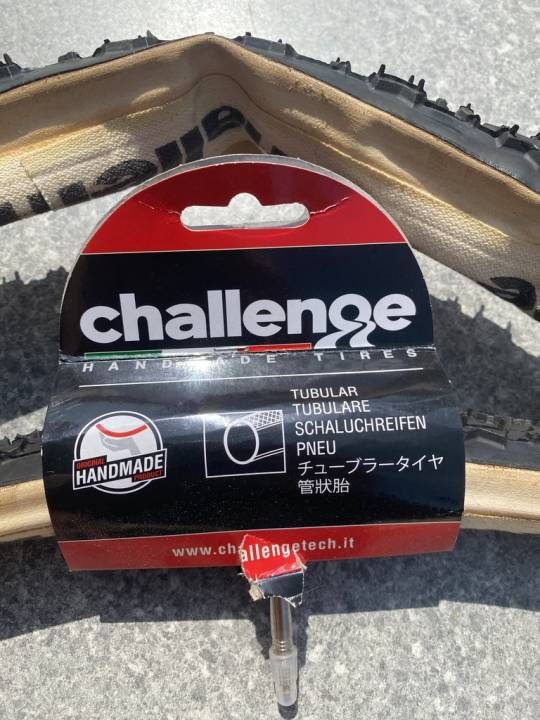 challenge
HANDMADE TIRES
TUBULAR
TUBULARE
SCHALUCHREIFEN
PNEU
チューブラータイヤ
管狀胎
ORIGINAL
HANDMADE
PRODUCT
www.challengetech.it